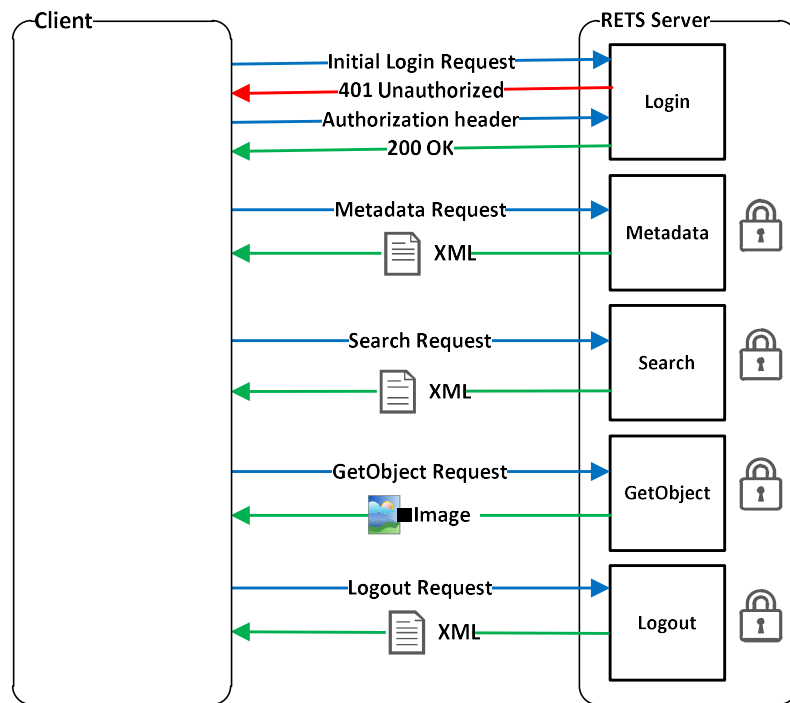 Client
RETS Server
Initial Login Request
401 Unauthorized
Authorization header
200 OK
Login
Metadata Request
XML
Metadata
Search Request
XML
Search
GetObject Request
Image
GetObject
Logout Request
XML
Logout